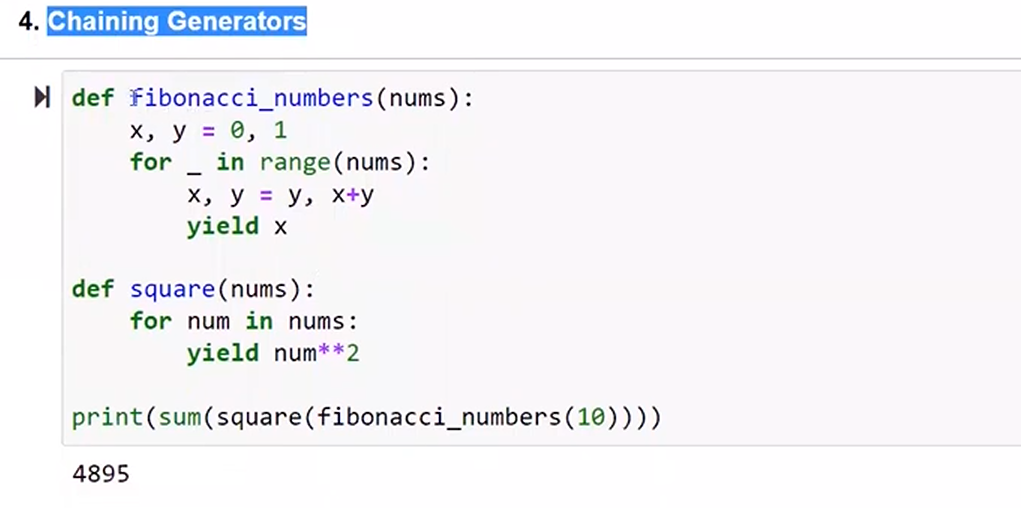 4. Chaining Generators
def fibonacci_numbers(nums):
    x, y = 0, 1
    for _ in range(nums):
        x, y = y, x+y
        yield x
def square(nums):
    for num in nums:
        yield num**2
print(sum(square(fibonacci_numbers(10))))
4895